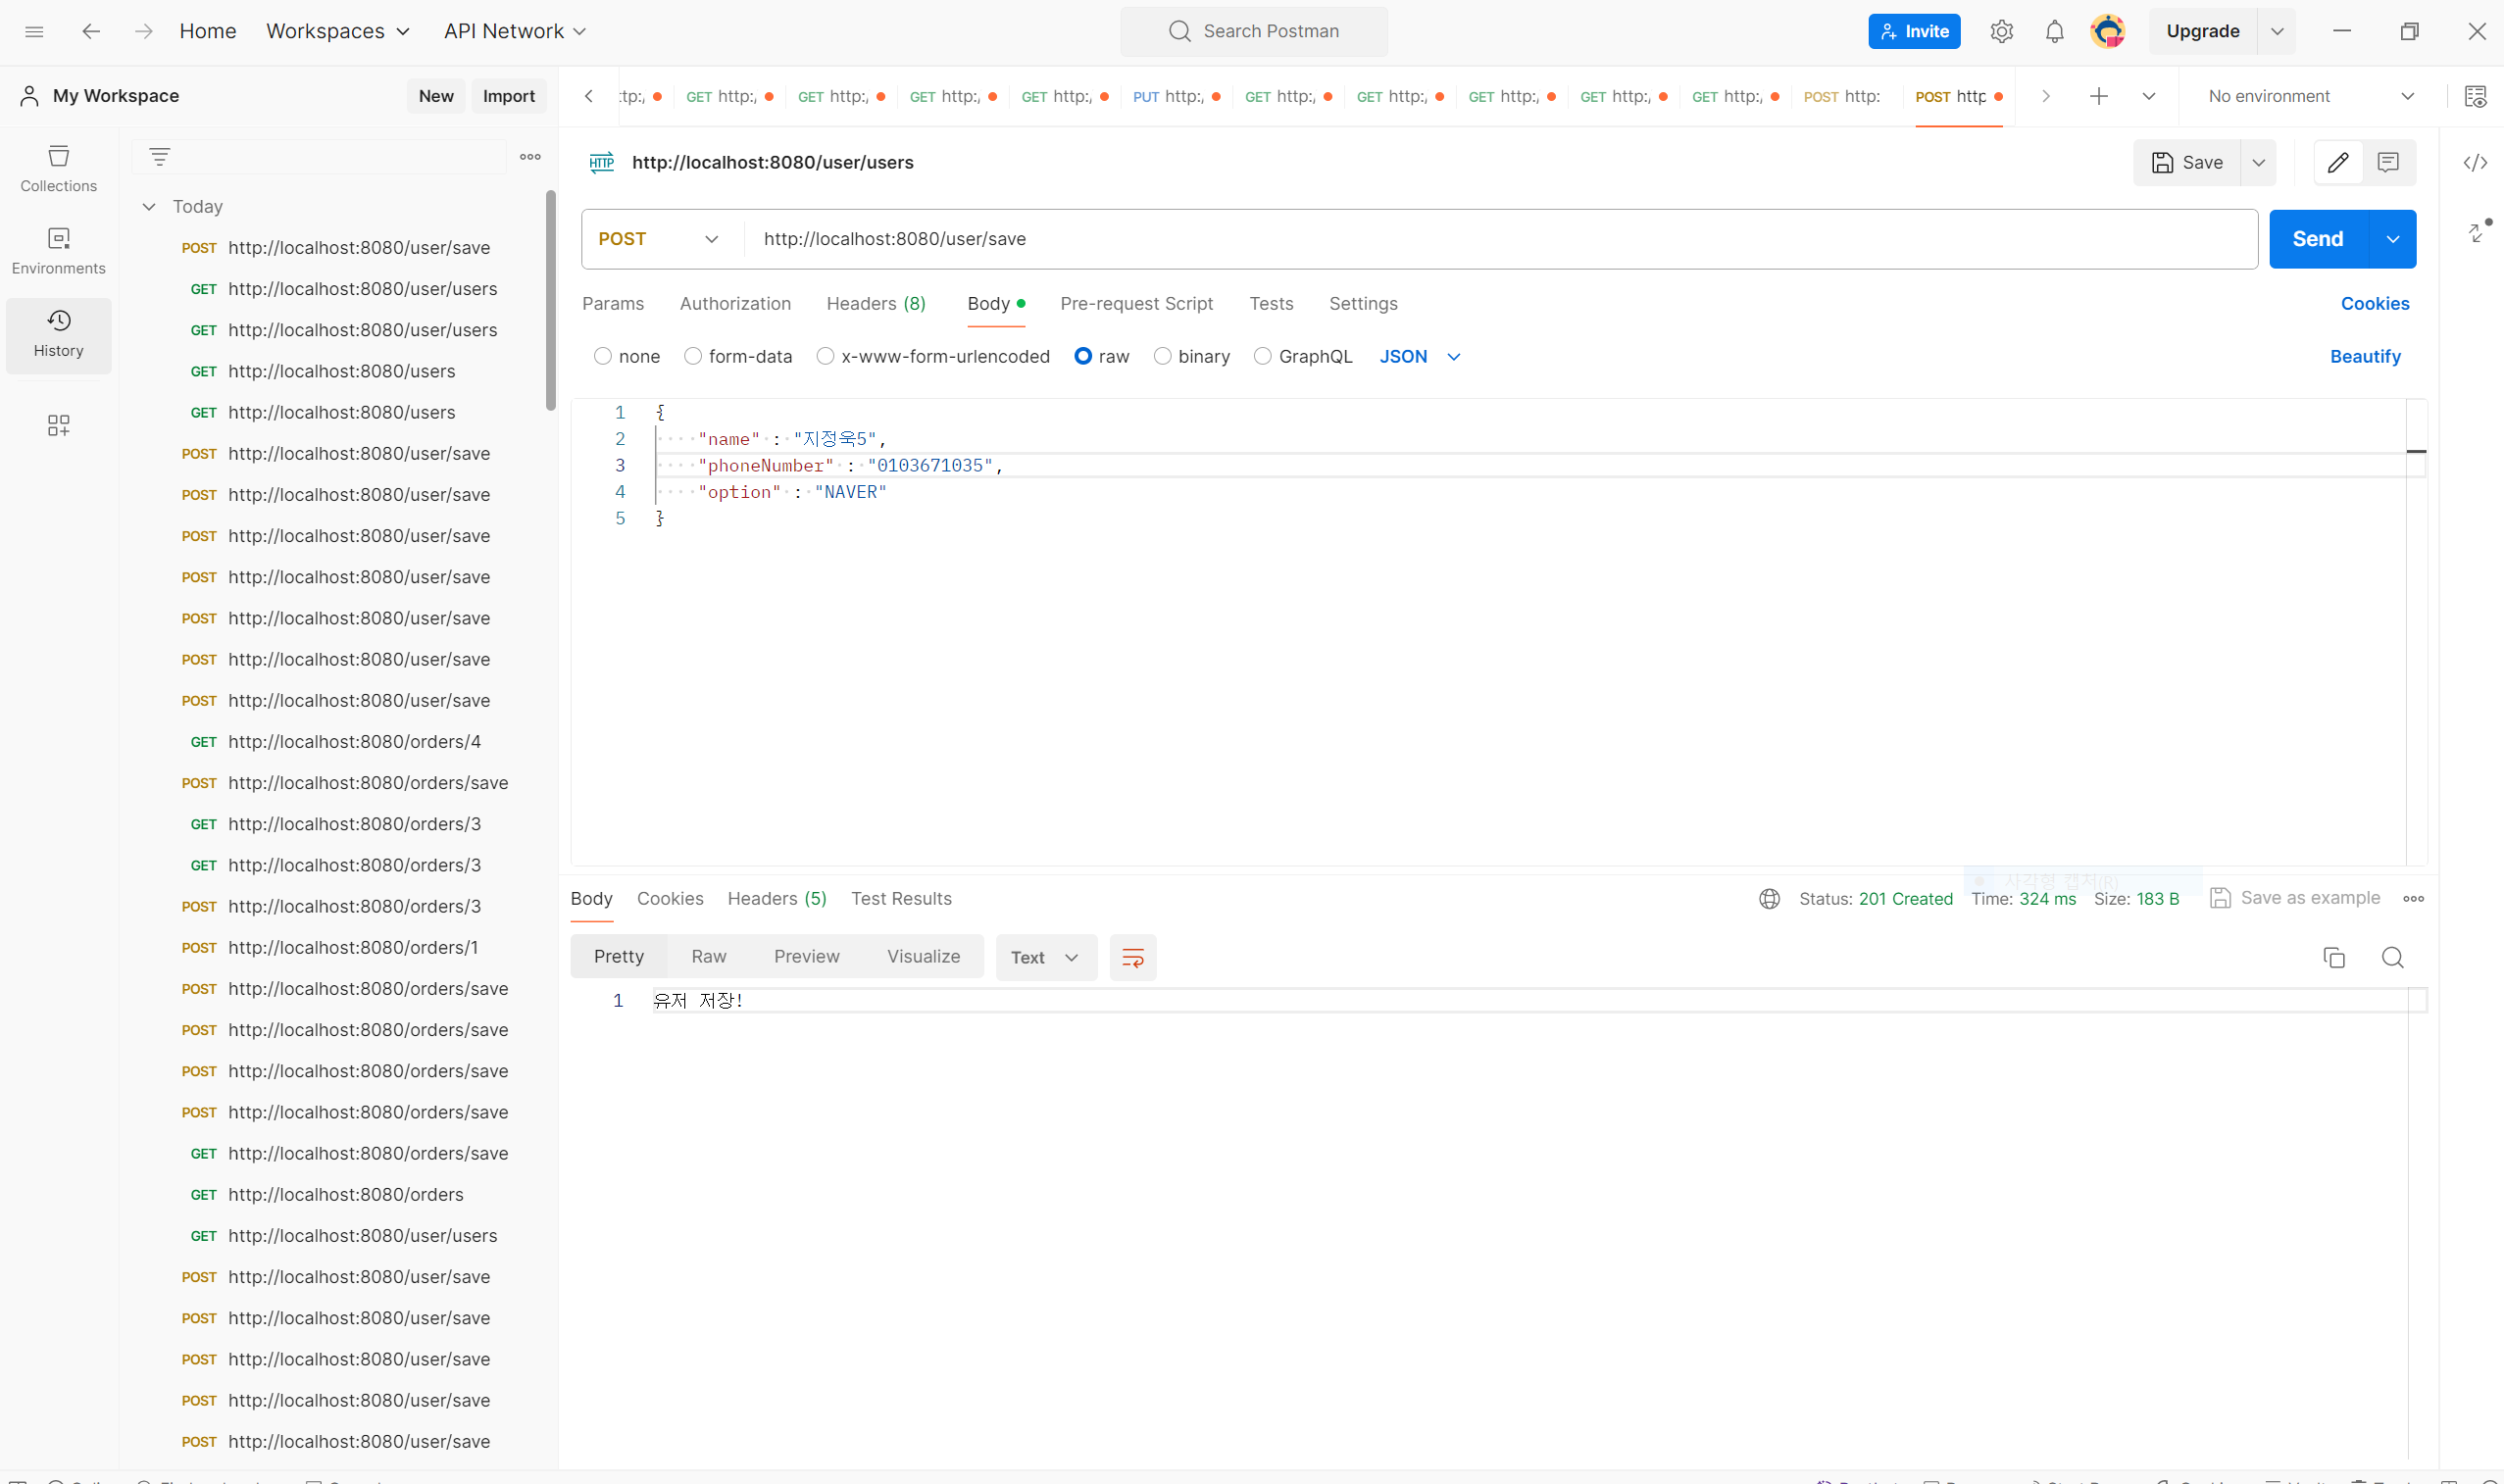 Home Workspaces API Network Search Postman Invite Upgrade
My Workspace New Import
GET http:/ GET http:/ GET http:/ GET http:/ PUT http:/ GET http:/ GET http:/ GET http:/ GET http:/ GET http:/ POST http: POST http No environment
Collections
Environments
History
Today
POST http://localhost:8080/user/save
GET http://localhost:8080/user/users
GET http://localhost:8080/user/users
GET http://localhost:8080/users
GET http://localhost:8080/users
POST http://localhost:8080/user/save
POST http://localhost:8080/user/save
POST http://localhost:8080/user/save
POST http://localhost:8080/user/save
POST http://localhost:8080/user/save
POST http://localhost:8080/user/save
POST http://localhost:8080/user/save
GET http://localhost:8080/orders/4
POST http://localhost:8080/orders/save
GET http://localhost:8080/orders/3
GET http://localhost:8080/orders/3
POST http://localhost:8080/orders/3
POST http://localhost:8080/orders/1
POST http://localhost:8080/orders/save
POST http://localhost:8080/orders/save
POST http://localhost:8080/orders/save
POST http://localhost:8080/orders/save
GET http://localhost:8080/orders/save
GET http://localhost:8080/orders
GET http://localhost:8080/user/users
POST http://localhost:8080/user/save
POST http://localhost:8080/user/save
POST http://localhost:8080/user/save
POST http://localhost:8080/user/save
POST http://localhost:8080/user/save
HTTP http://localhost:8080/user/users Save
POST http://localhost:8080/user/save Send
Params Authorization Headers (8) Body Pre-request Script Tests Settings Cookies
none form-data x-www-form-urlencoded raw binary GraphQL JSON Beautify
1 {
2 "name" : "지정욱5",
3 "phoneNumber" : "0103671035",
4 "option" : "NAVER"
5 }
사각형 캡처(R)
Body Cookies Headers (5) Test Results Status: 201 Created Time: 324 ms Size: 183 B Save as example
Pretty Raw Preview Visualize Text
1 유저 저장!